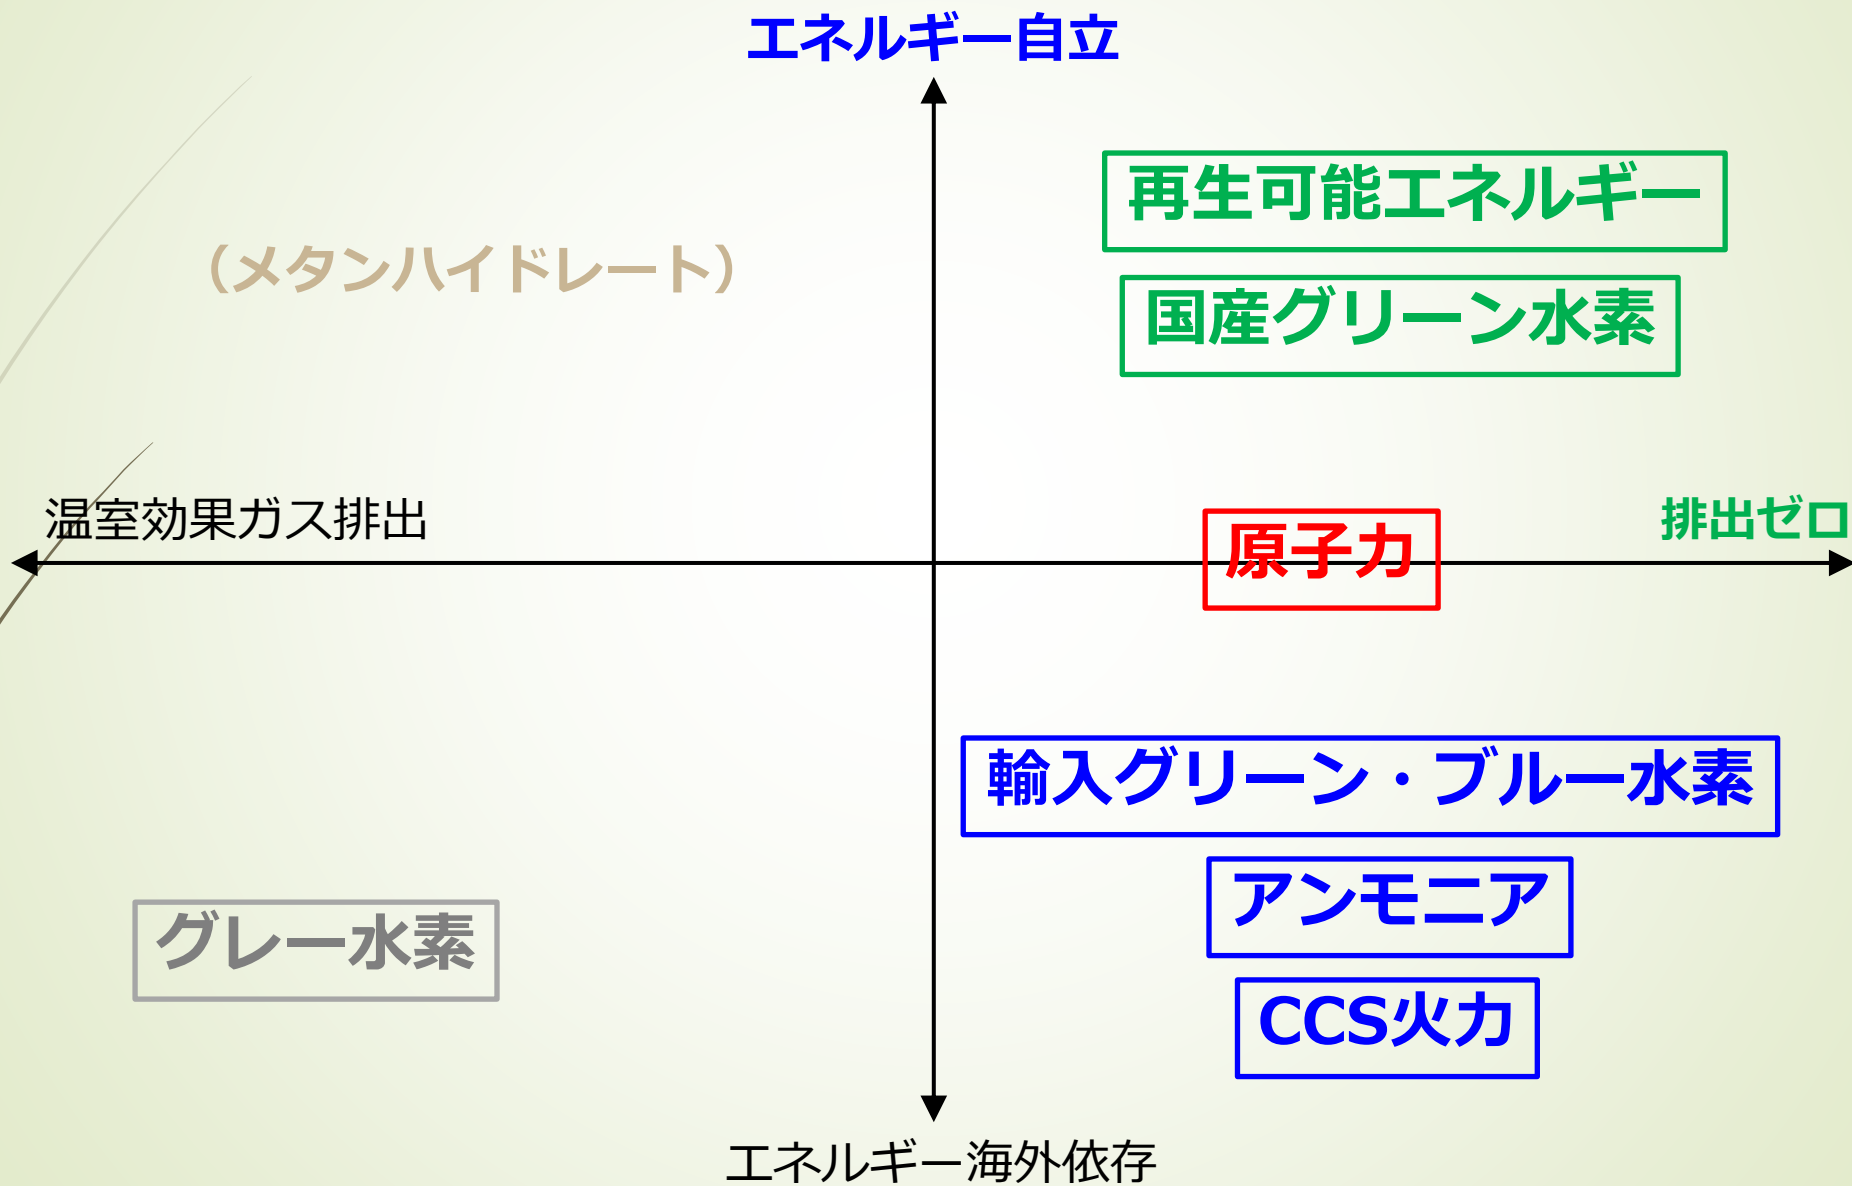 エネルギー自立
再生可能エネルギー
（メタンハイドレート）
国産グリーン水素
温室効果ガス排出
排出ゼロ
原子力
輸入グリーン・ブルー水素
アンモニア
グレー水素
CCS火力
エネルギー海外依存